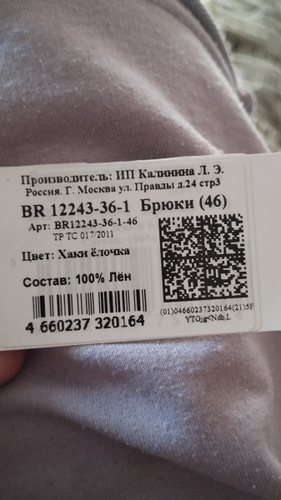 Производитель: ИП Калинина Л. Э.
Россия. Г. Москва ул. Правды д.24 стр3
BR 12243-36-1 Брюки (46)
Арт: BR12243-36-1-46
ТР ТС 017/2011
Цвет: Хаки ёлочка
Состав: 100% Лён
4 660237 320164
(01)04660237320164(21)5F